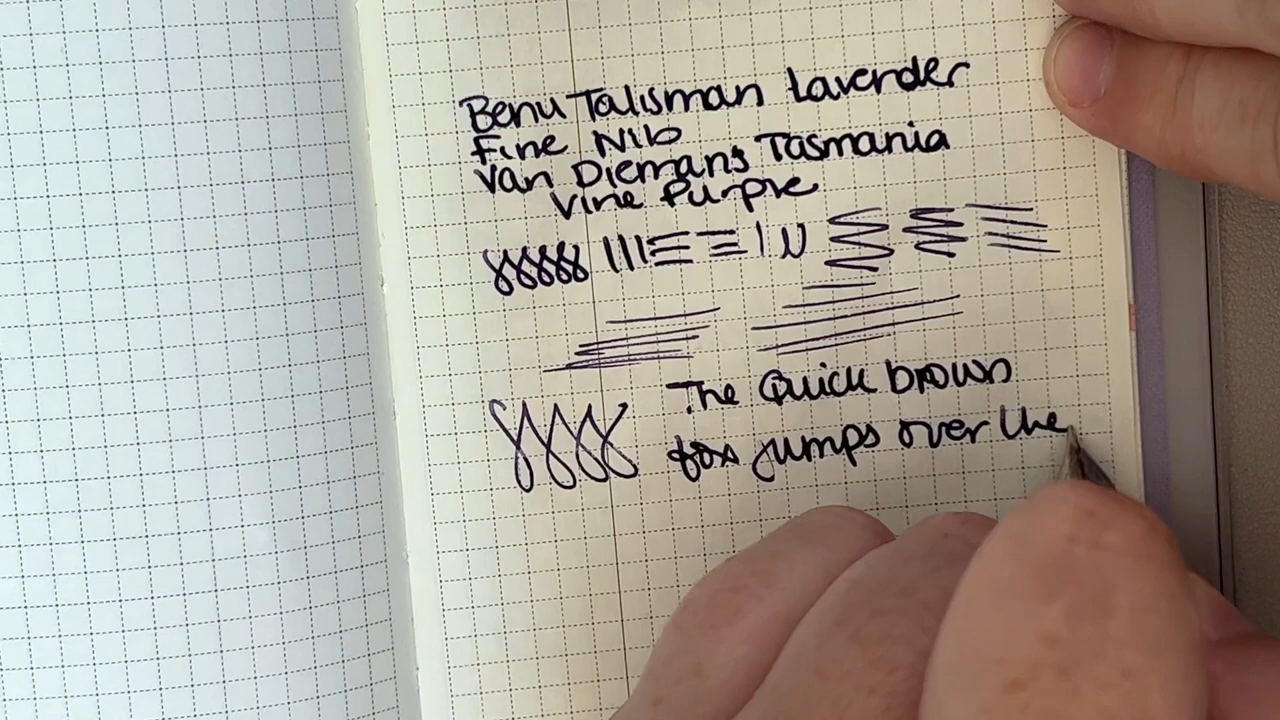 Benu Talisman Lavender
Fine Nib
Van Diemans Tasmania
Vine Purple
The Quick brown
fox jumps over the